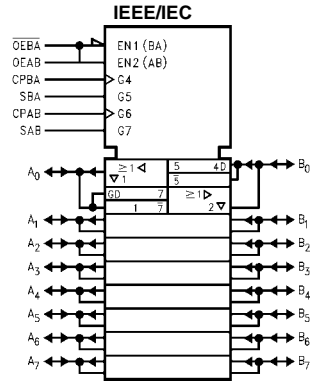 IEEE/IEC
OEBA EN1 (BA)
OEAB EN2 (AB)
CPBA G4
SBA G5
CPAB G6
SAB G7
A0 ≥1 5 4D B0
1 5
GD 7 ≥1
1 7 2
A1 B1
A2 B2
A3 B3
A4 B4
A5 B5
A6 B6
A7 B7